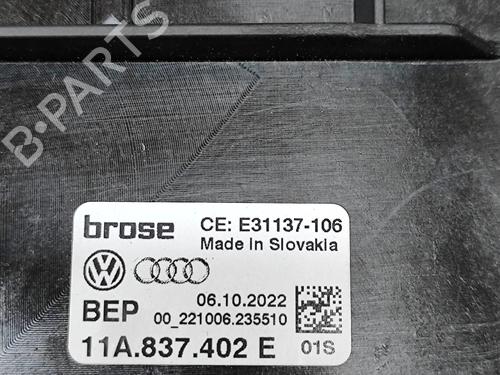 B-PARTS
brose CE: E31137-106
Made in Slovakia
BEP 06.10.2022
00_221006.235510
11A.837.402 E 01S